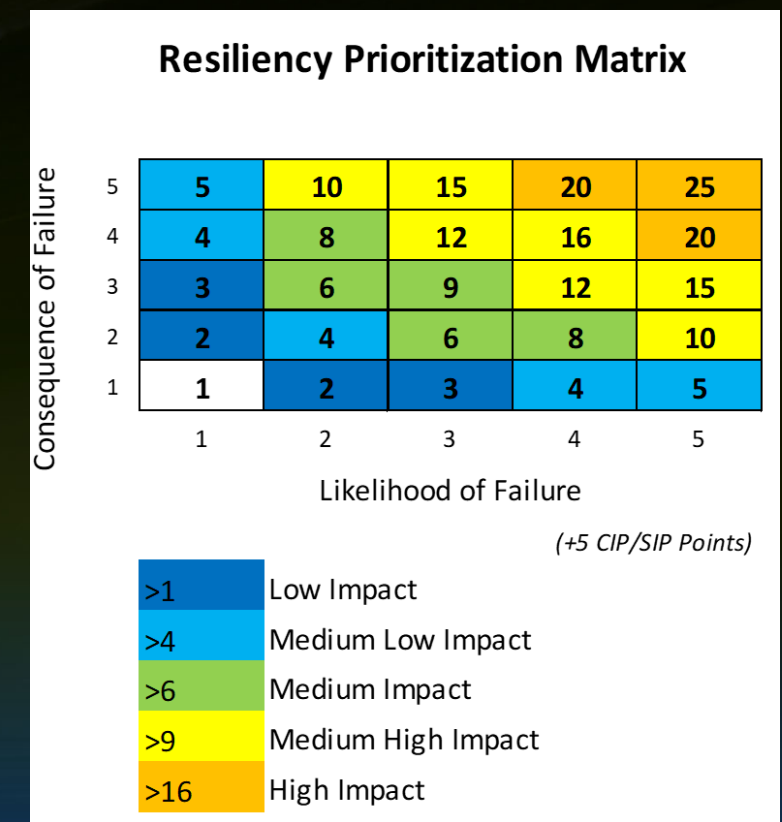 Resiliency Prioritization Matrix
Consequence of Failure
5 5 10 15 20 25
4 4 8 12 16 20
3 3 6 9 12 15
2 2 4 6 8 10
1 1 2 3 4 5
1 2 3 4 5
Likelihood of Failure
(+5 CIP/SIP Points)
>1 Low Impact
>4 Medium Low Impact
>6 Medium Impact
>9 Medium High Impact
>16 High Impact